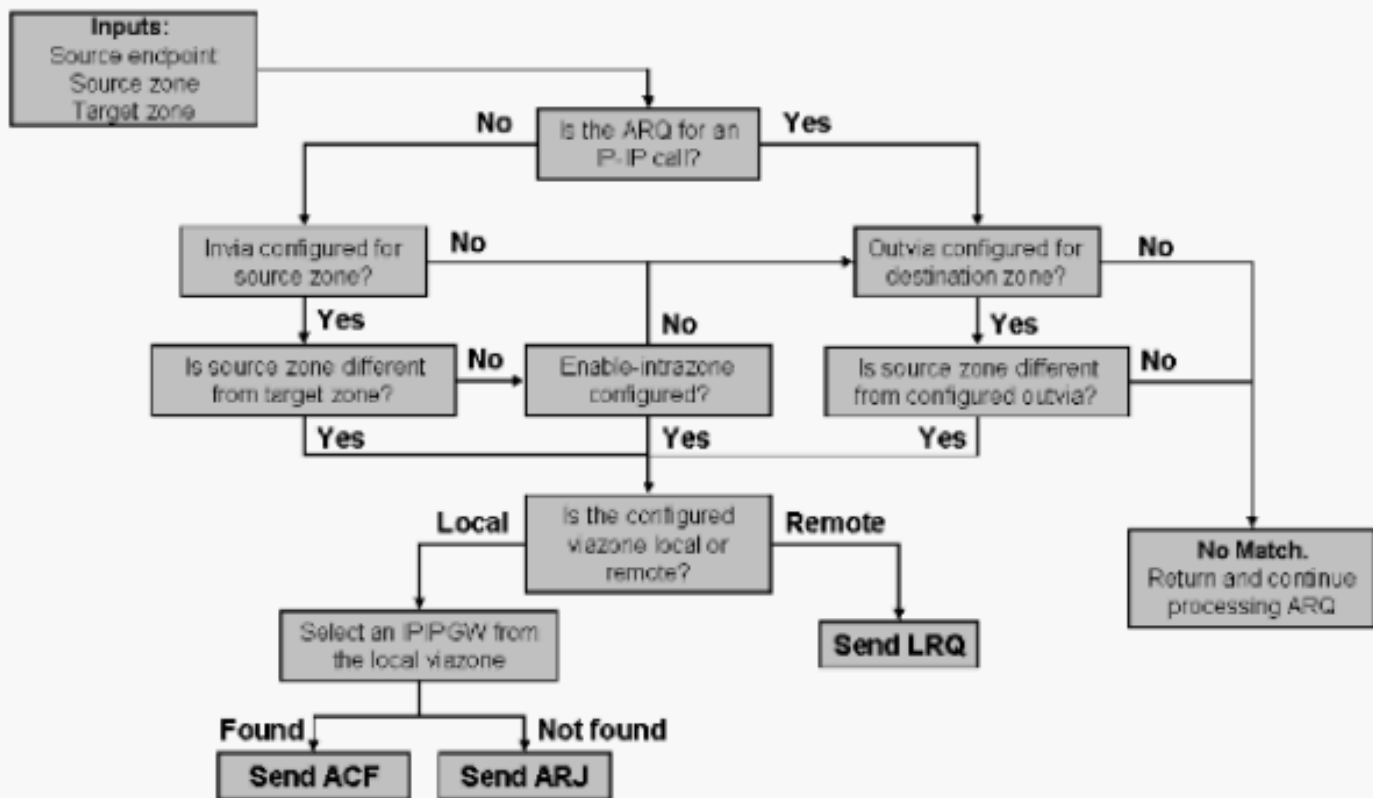 Inputs:
Source endpoint
Source zone
Target zone
No
Is the ARQ for an
IP-IP call?
Yes
Invia configured for
source zone?
No
Outvia configured for
destination zone?
No
Yes
No
Yes
Is source zone different
from target zone?
No
Enable-intrazone
configured?
Is source zone different
from configured outvia?
No
Yes
Yes
Yes
Local
Is the configured
viazone local or
remote?
Remote
No Match.
Return and continue
processing ARQ
Select an IPIPGW from
the local viazone
Send LRQ
Found
Not found
Send ACF
Send ARJ